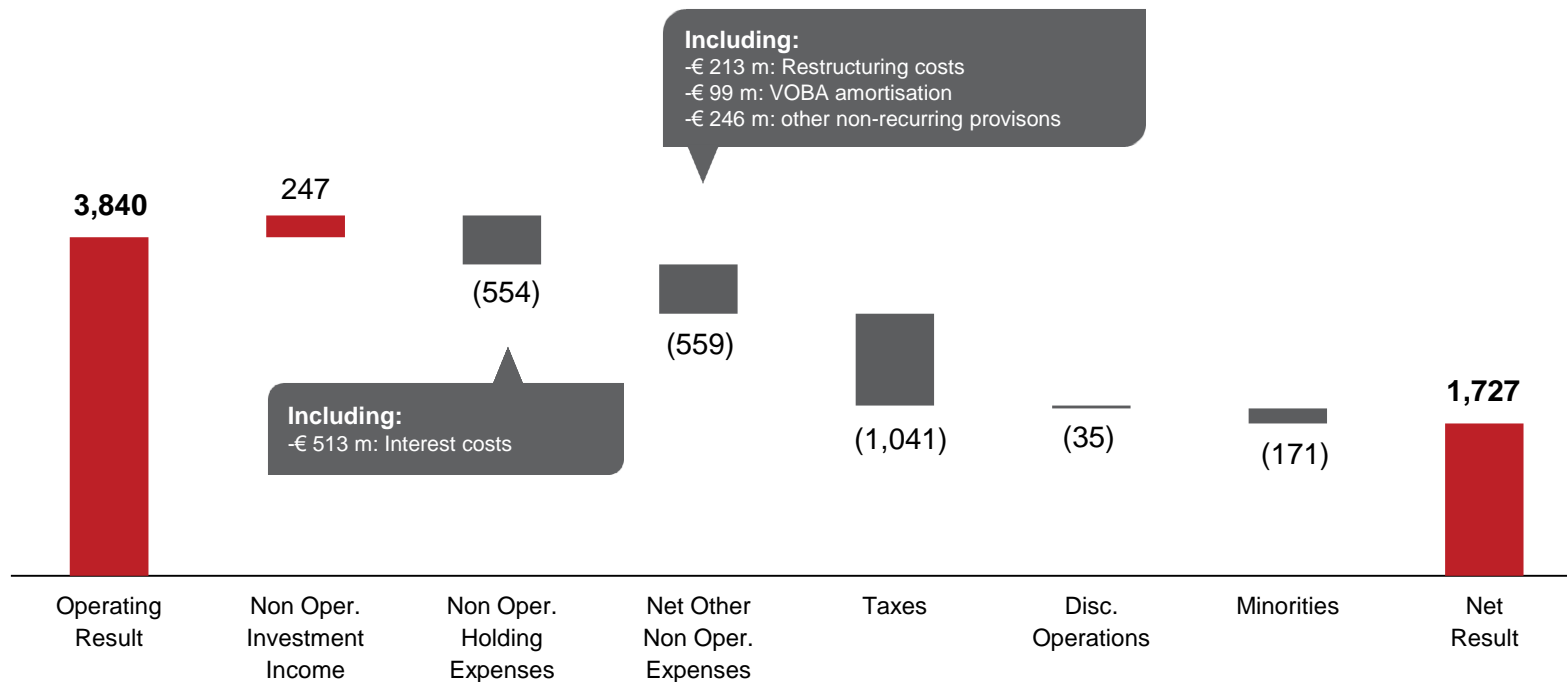 Including:
-€ 213 m: Restructuring costs
-€ 99 m: VOBA amortisation
-€ 246 m: other non-recurring provisons
3,840
247
(554)
(559)
(1,041)
(35)
(171)
1,727
Including:
-€ 513 m: Interest costs
Operating
Result
Non Oper.
Investment
Income
Non Oper.
Holding
Expenses
Net Other
Non Oper.
Expenses
Taxes
Disc.
Operations
Minorities
Net
Result